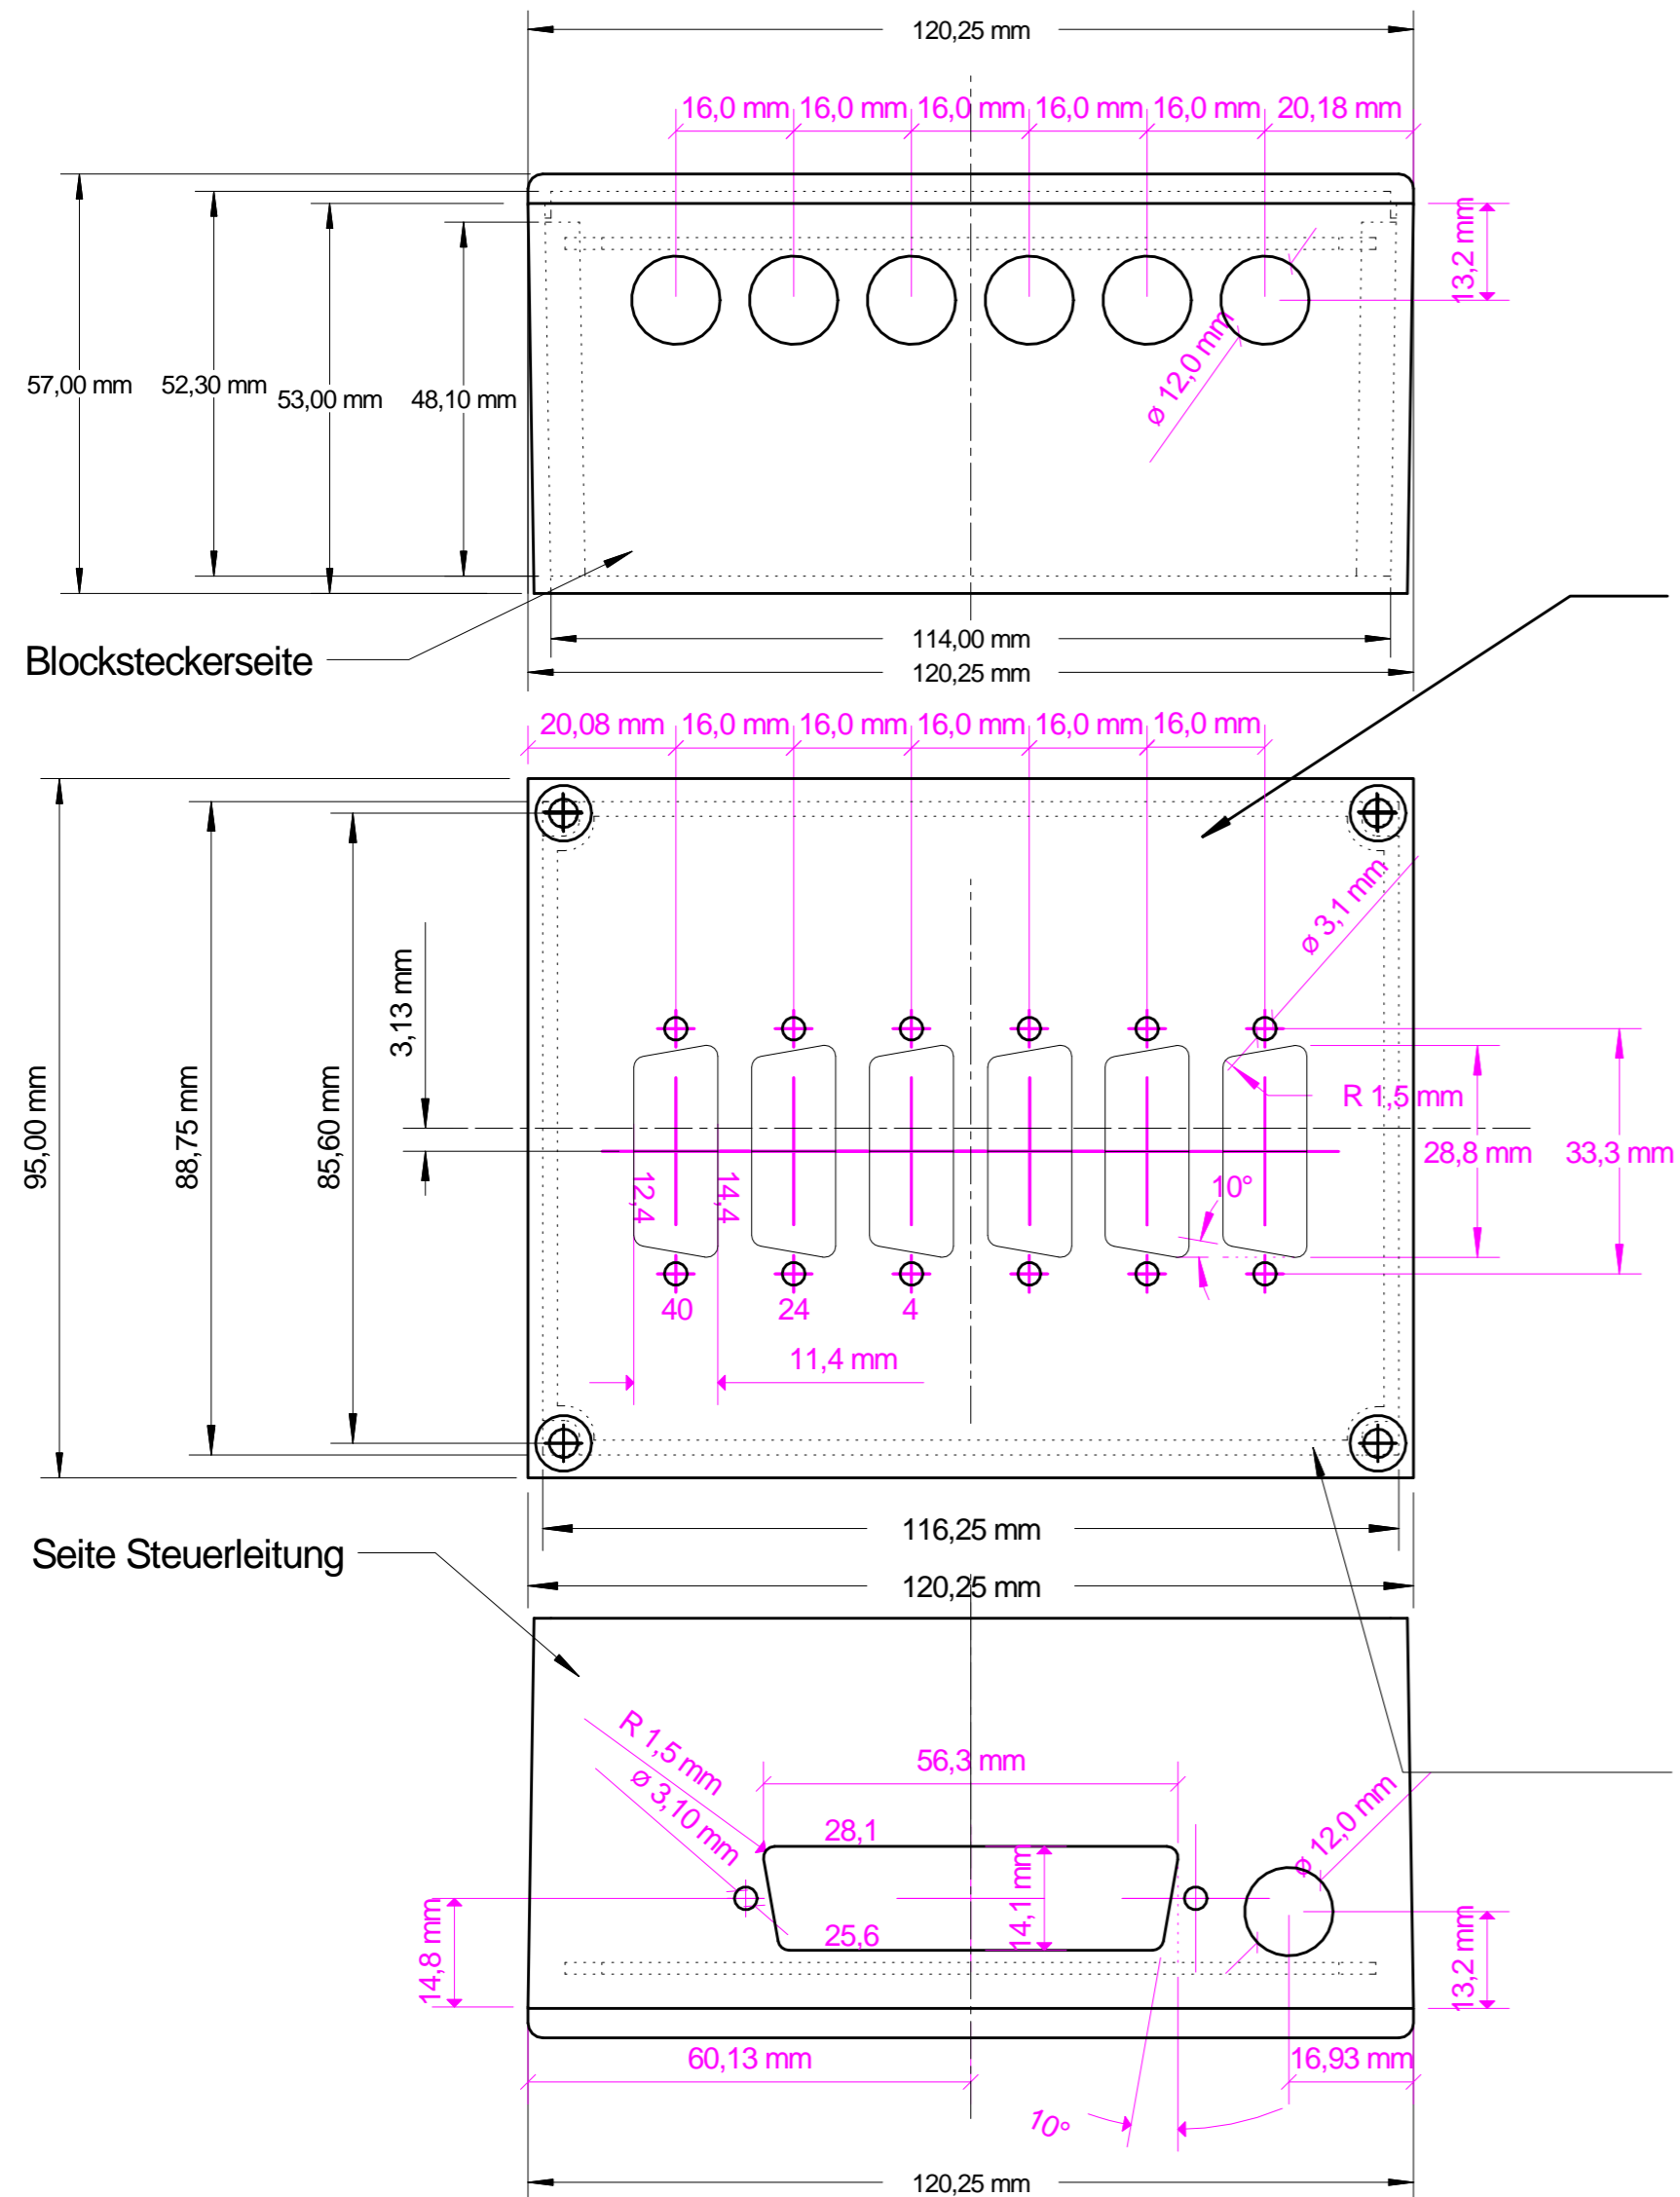 120,25 mm
16,0 mm 16,0 mm 16,0 mm 16,0 mm 16,0 mm 20,18 mm
13,2 mm
57,00 mm 52,30 mm 53,00 mm 48,10 mm
ø 12,0 mm
114,00 mm
Blocksteckerseite
120,25 mm
20,08 mm 16,0 mm 16,0 mm 16,0 mm 16,0 mm 16,0 mm
ø 3,1 mm
3,13 mm
R 1,5 mm
95,00 mm 88,75 mm 85,60 mm
28,8 mm 33,3 mm
12,4 14,4 10°
40 24 4
11,4 mm
116,25 mm
Seite Steuerleitung
120,25 mm
R 1,5 mm
56,3 mm
ø 3,10 mm
ø 12,0 mm
28,1
14,1 mm
25,6
14,8 mm
13,2 mm
60,13 mm 16,93 mm
10°
120,25 mm